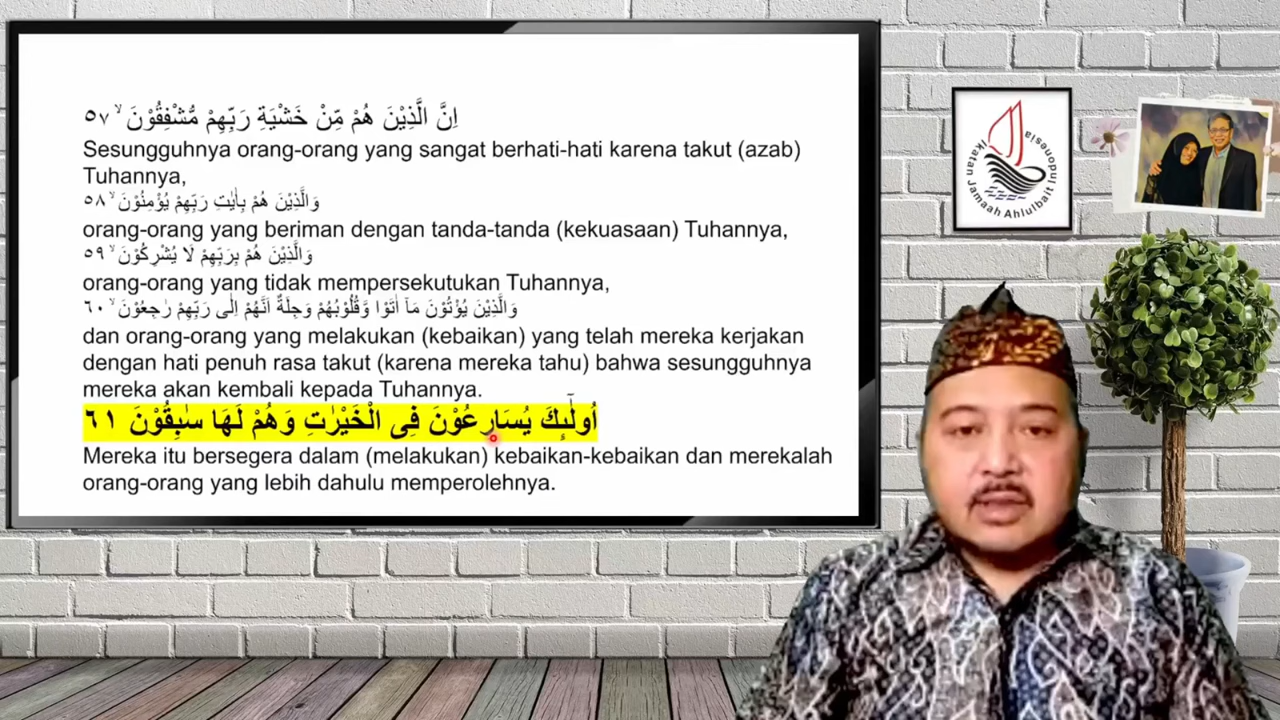 اِنَّ الَّذِيْنَ هُمْ مِّنْ خَشْيَةِ رَبِّهِمْ مُّشْفِقُوْنَ ۙ ٥٧
Sesungguhnya orang-orang yang sangat berhati-hati karena takut (azab)
Tuhannya,
وَالَّذِيْنَ هُمْ بِاٰيٰتِ رَبِّهِمْ يُؤْمِنُوْنَ ۙ ٥٨
orang-orang yang beriman dengan tanda-tanda (kekuasaan) Tuhannya,
وَالَّذِيْنَ هُمْ بِرَبِّهِمْ لَا يُشْرِكُوْنَ ۙ ٥٩
orang-orang yang tidak mempersekutukan Tuhannya,
وَالَّذِيْنَ يُؤْتُوْنَ مَآ اٰتَوْا وَّقُلُوْبُهُمْ وَجِلَةٌ اَنَّهُمْ اِلٰى رَبِّهِمْ رٰجِعُوْنَ ۙ ٦٠
dan orang-orang yang melakukan (kebaikan) yang telah mereka kerjakan
dengan hati penuh rasa takut (karena mereka tahu) bahwa sesungguhnya
mereka akan kembali kepada Tuhannya.
اُولٰۤىِٕكَ يُسَارِعُوْنَ فِى الْخَيْرٰتِ وَهُمْ لَهَا سٰبِقُوْنَ ٦١
Mereka itu bersegera dalam (melakukan) kebaikan-kebaikan dan merekalah
orang-orang yang lebih dahulu memperolehnya.
Ikatan Jamaah Ahlulbait Indonesia